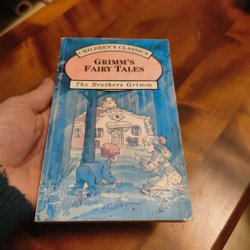 CHILDREN'S CLASSICS
GRIMM'S
FAIRY TALES
The Brothers Grimm